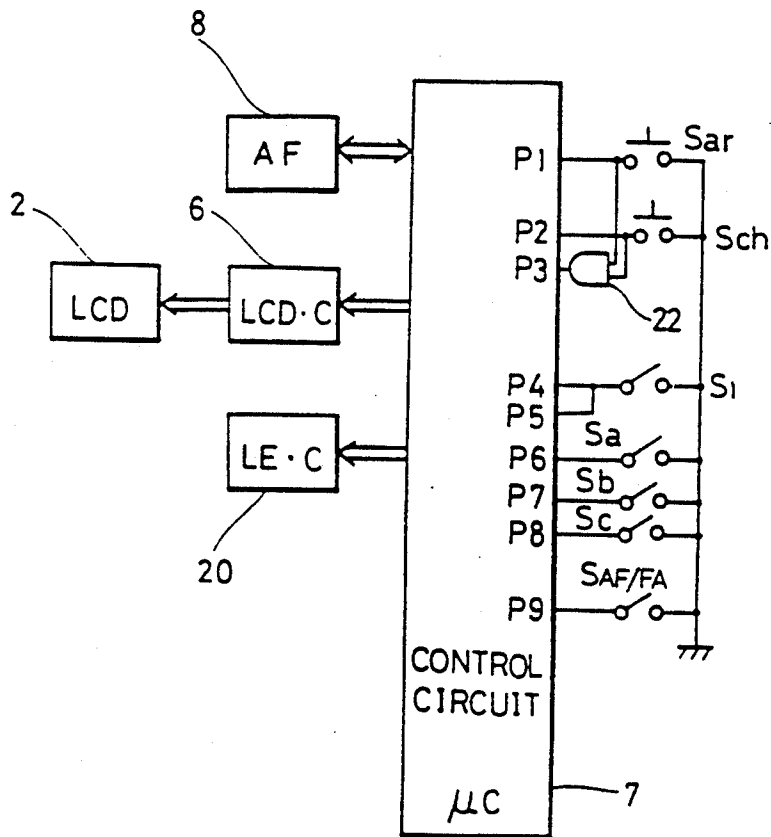 8
AF
2
LCD
6
LCD·C
LE·C
20
P1
Sar
P2
Sch
P3
22
P4
S1
P5
Sa
P6
Sb
P7
Sc
P8
SAF/FA
P9
CONTROL
CIRCUIT
μC
7